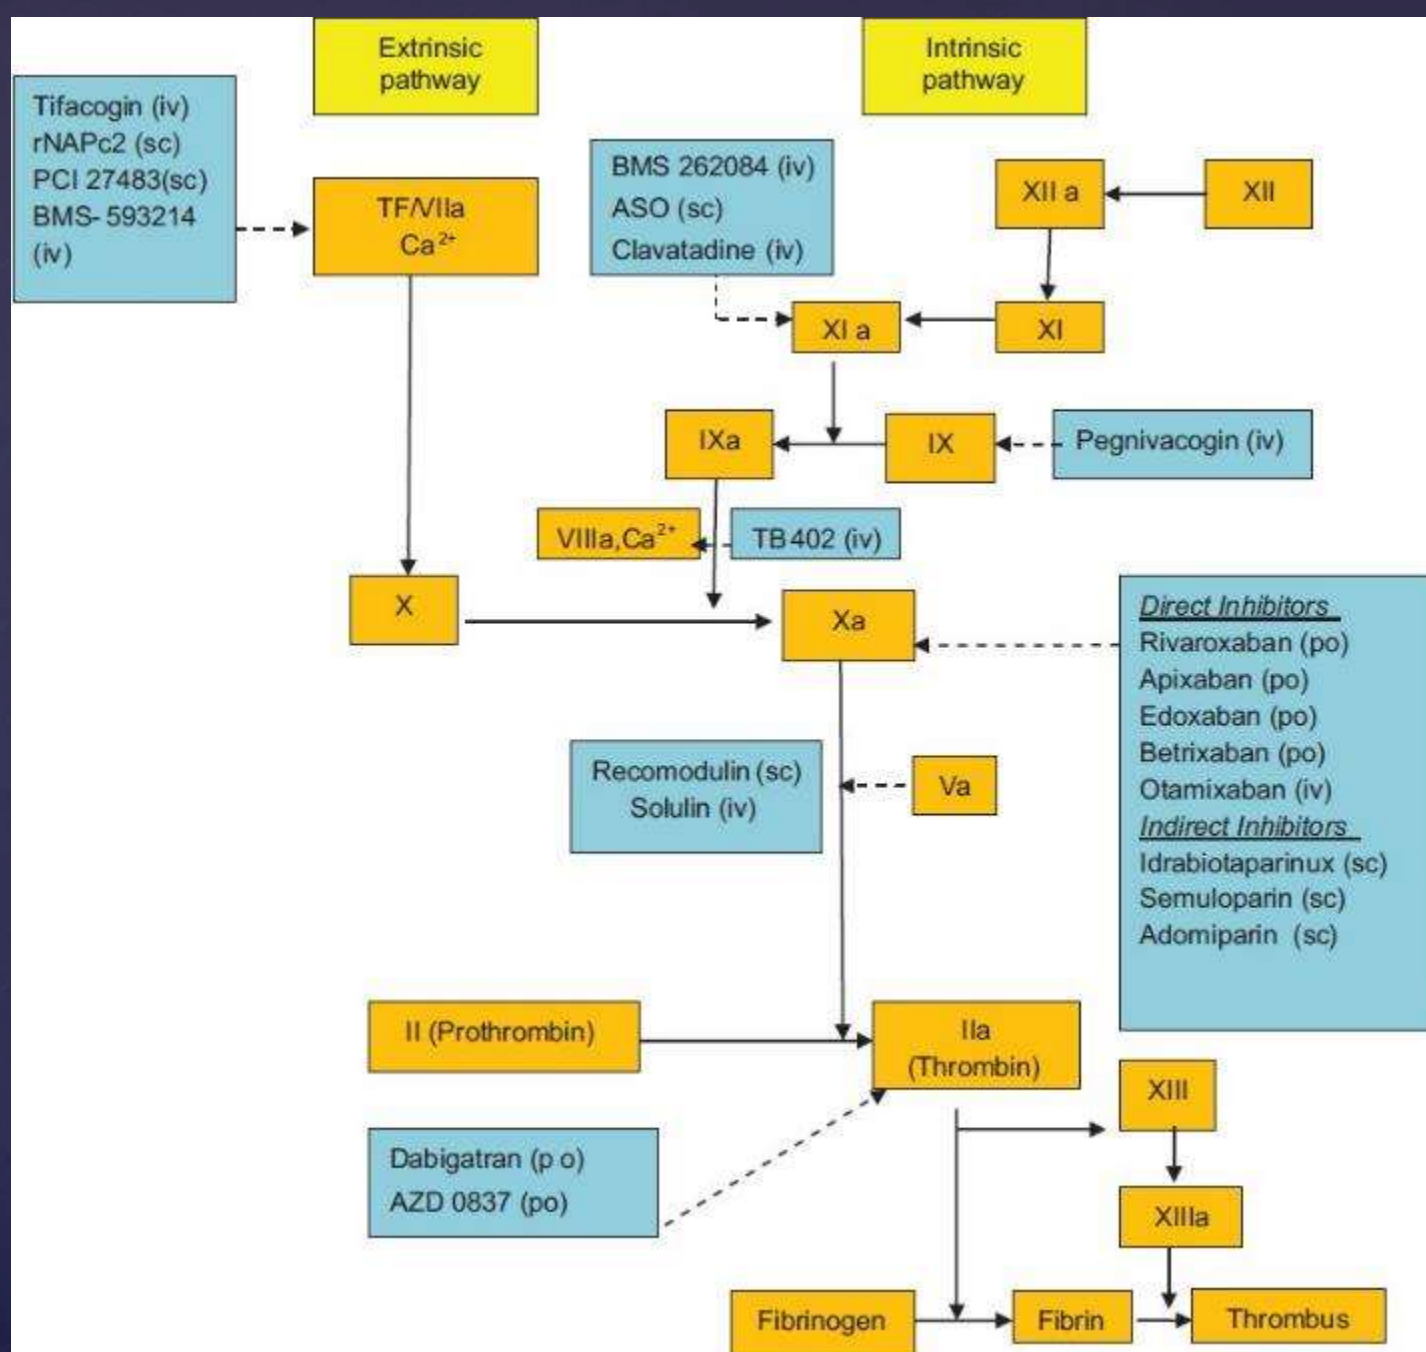 Extrinsic
pathway
Intrinsic
pathway
Tifacogin (iv)
rNAPc2 (sc)
PCI 27483(sc)
BMS- 593214
(iv)
TF/VIIa
Ca²⁺
BMS 262084 (iv)
ASO (sc)
Clavatadine (iv)
XII a
XII
XI a
XI
IXa
IX
Pegnivacogin (iv)
VIIIa,Ca²⁺
TB402 (iv)
X
Xa
Direct Inhibitors
Rivaroxaban (po)
Apixaban (po)
Edoxaban (po)
Betrixaban (po)
Otamixaban (iv)
Indirect Inhibitors
Idrabiotaparinux (sc)
Semuloparin (sc)
Adomiparin (sc)
Recomodulin (sc)
Solulin (iv)
Va
II (Prothrombin)
IIa
(Thrombin)
XIII
Dabigatran (p o)
AZD 0837 (po)
XIIIa
Fibrinogen
Fibrin
Thrombus